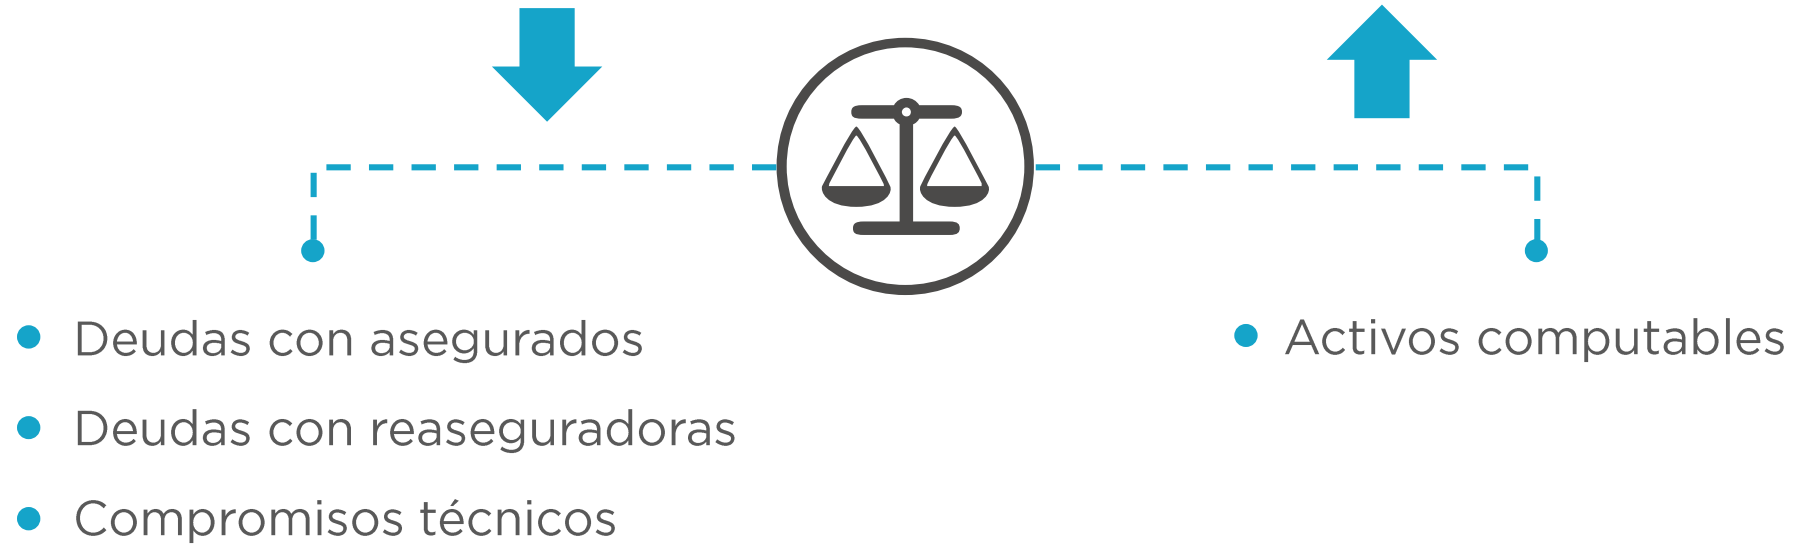 Deudas con asegurados
Activos computables
Deudas con reaseguradoras
Compromisos técnicos